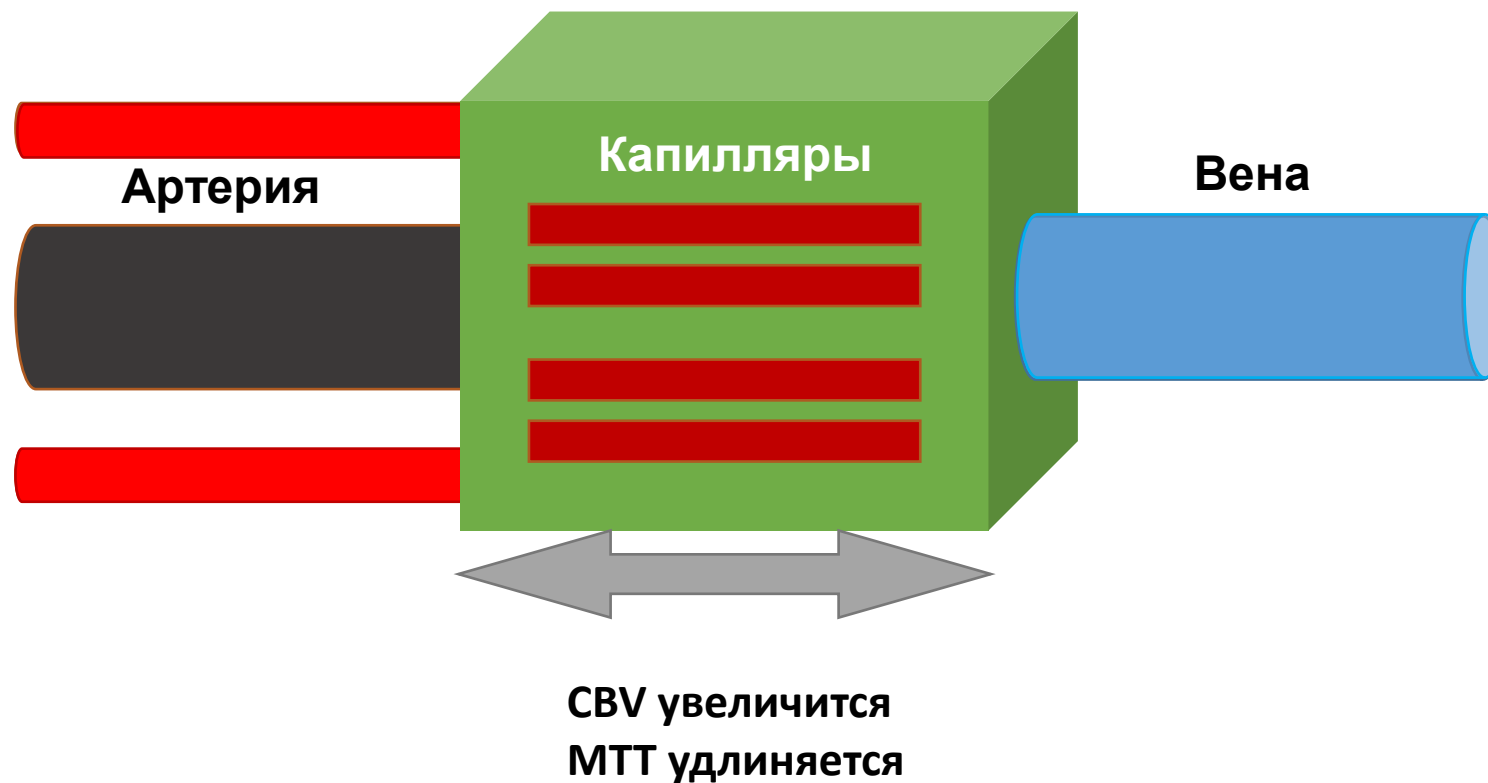 Капилляры
Артерия
Вена
CBV увеличится
MTT удлиняется